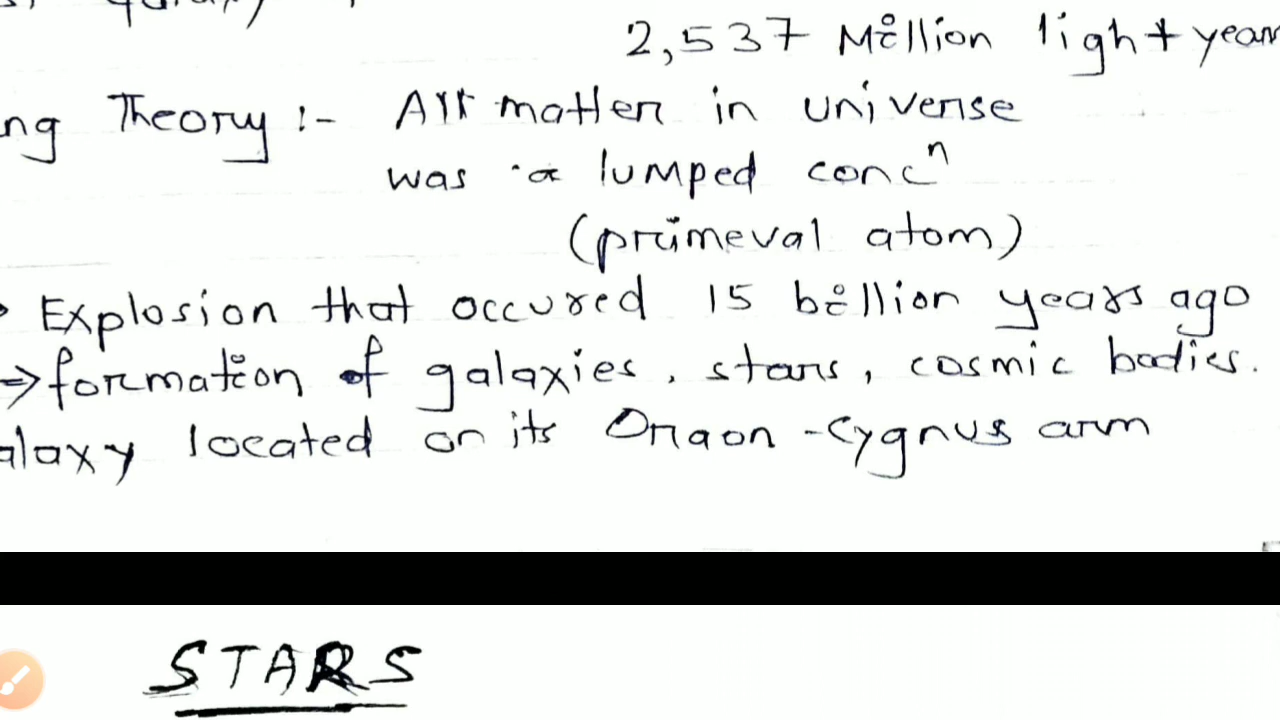 2,537 Million light years
ng Theory :- All matter in universe
was a lumped concⁿ
(primeval atom)
Explosion that occured 15 billion years ago
⇒ formation of galaxies, stars, cosmic bodies.
alaxy located on its Oraon-Cygnus arm
STARS